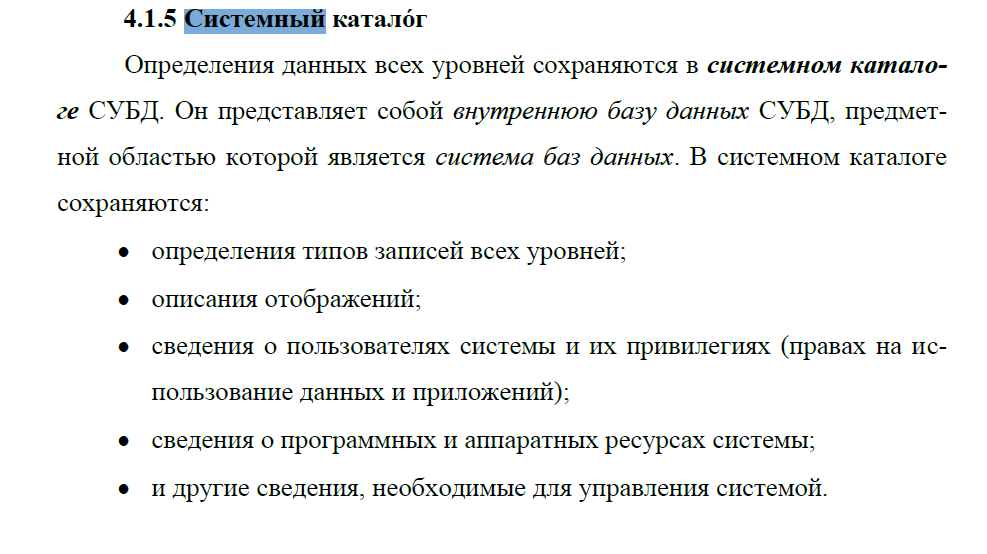 4.1.5 Системный катало́г
Определения данных всех уровней сохраняются в системном катало-
ге СУБД. Он представляет собой внутреннюю базу данных СУБД, предмет-
ной областью которой является система баз данных. В системном каталоге
сохраняются:
• определения типов записей всех уровней;
• описания отображений;
• сведения о пользователях системы и их привилегиях (правах на ис-
пользование данных и приложений);
• сведения о программных и аппаратных ресурсах системы;
• и другие сведения, необходимые для управления системой.